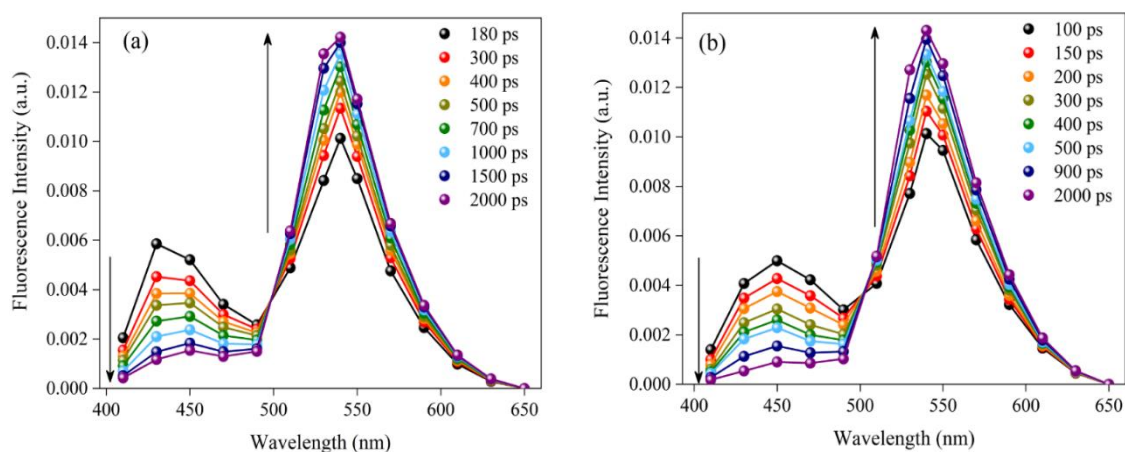 (a)
Fluorescence Intensity (a.u.)
0.014
0.012
0.010
0.008
0.006
0.004
0.002
0.000
400 450 500 550 600 650
Wavelength (nm)
180 ps
300 ps
400 ps
500 ps
700 ps
1000 ps
1500 ps
2000 ps
(b)
Fluorescence Intensity (a.u.)
0.014
0.012
0.010
0.008
0.006
0.004
0.002
0.000
400 450 500 550 600 650
Wavelength (nm)
100 ps
150 ps
200 ps
300 ps
400 ps
500 ps
900 ps
2000 ps